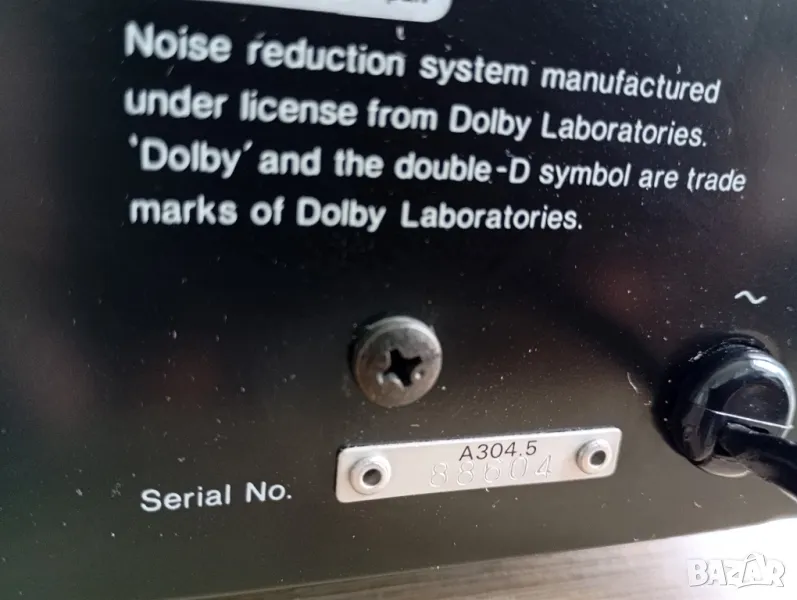 Noise reduction system manufactured
under license from Dolby Laboratories.
'Dolby' and the double-D symbol are trade
marks of Dolby Laboratories.
~
A304.5
88604
Serial No.
BAZAR